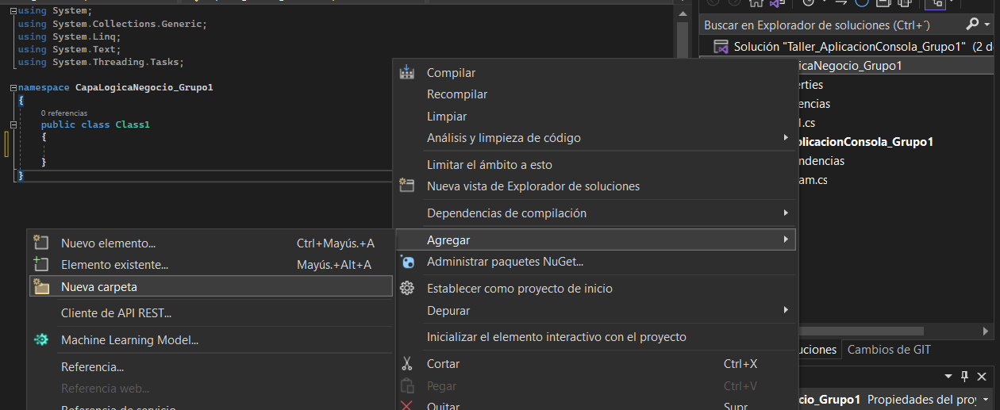 using System;
using System.Collections.Generic;
using System.Linq;
using System.Text;
using System.Threading.Tasks;
namespace CapaLogicaNegocio_Grupo1
{
0 referencias
public class Class1
{
}
}
Buscar en Explorador de soluciones (Ctrl+´)
Solución "Taller_AplicacionConsola_Grupo1" (2 d
icaNegocio_Grupo1
erties
encias
.cs
plicacionConsola_Grupo1
ndencias
am.cs
Compilar
Recompilar
Limpiar
Análisis y limpieza de código
Limitar el ámbito a esto
Nueva vista de Explorador de soluciones
Dependencias de compilación
Agregar
Administrar paquetes NuGet...
Establecer como proyecto de inicio
Depurar
Inicializar el elemento interactivo con el proyecto
Cortar Ctrl+X
Pegar Ctrl+V
Quitar Supr
Nuevo elemento... Ctrl+Mayús.+A
Elemento existente... Mayús.+Alt+A
Nueva carpeta
Cliente de API REST...
Machine Learning Model...
Referencia...
Referencia web...
Referencia de servicio
uciones Cambios de GIT
ocio_Grupo1 Propiedades del proy